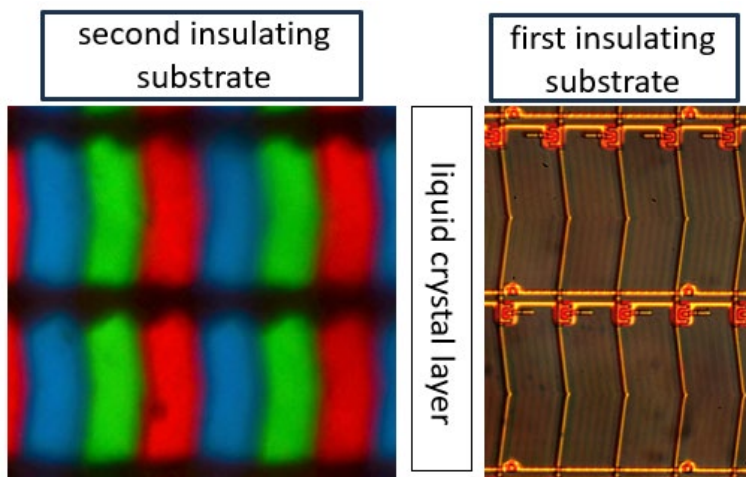 second insulating
substrate
first insulating
substrate
liquid crystal layer